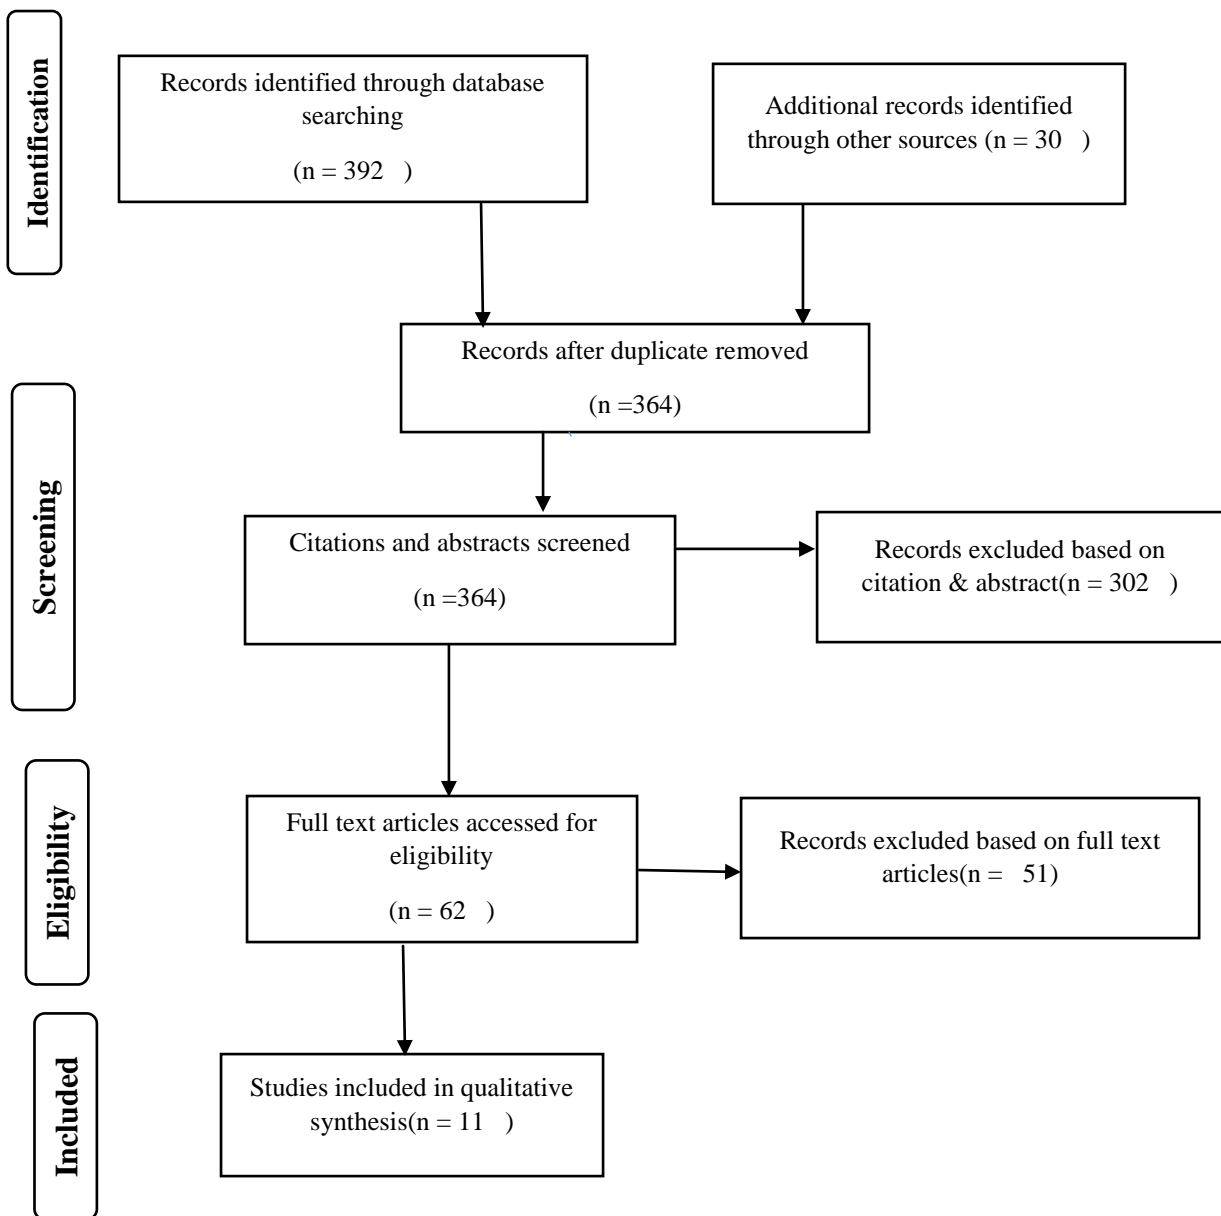 Identification
Records identified through database
searching
(n = 392   )
Additional records identified
through other sources (n = 30   )
Records after duplicate removed
(n =364)
Screening
Citations and abstracts screened
(n =364)
Records excluded based on
citation & abstract(n = 302   )
Eligibility
Full text articles accessed for
eligibility
(n = 62   )
Records excluded based on full text
articles(n =   51)
Included
Studies included in qualitative
synthesis(n = 11   )